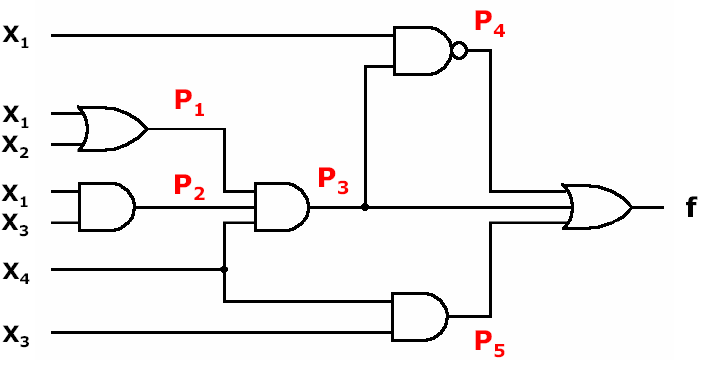 X₁
P₄
X₁
P₁
X₂
X₁
P₂
P₃
X₃
f
X₄
X₃
P₅